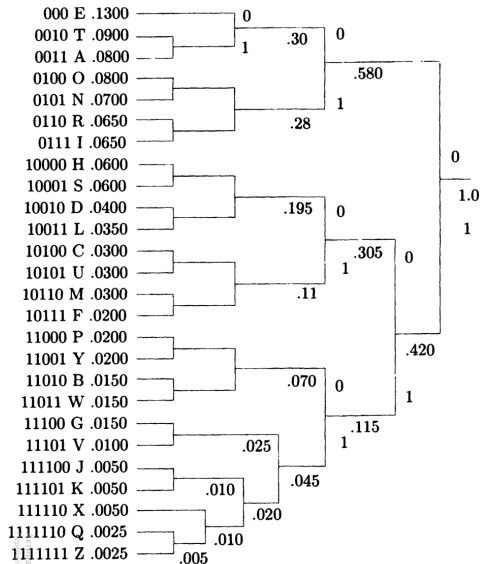 000 E .1300
0010 T .0900
0011 A .0800
0100 O .0800
0101 N .0700
0110 R .0650
0111 I .0650
10000 H .0600
10001 S .0600
10010 D .0400
10011 L .0350
10100 C .0300
10101 U .0300
10110 M .0300
10111 F .0200
11000 P .0200
11001 Y .0200
11010 B .0150
11011 W .0150
11100 G .0150
11101 V .0100
111100 J .0050
111101 K .0050
111110 X .0050
1111110 Q .0025
1111111 Z .0025
0
1
.30
0
.580
1
.28
0
1.0
1
.195
0
.305
0
1
.11
.420
.070
0
1
.115
1
.025
.045
.010
.020
.010
.005